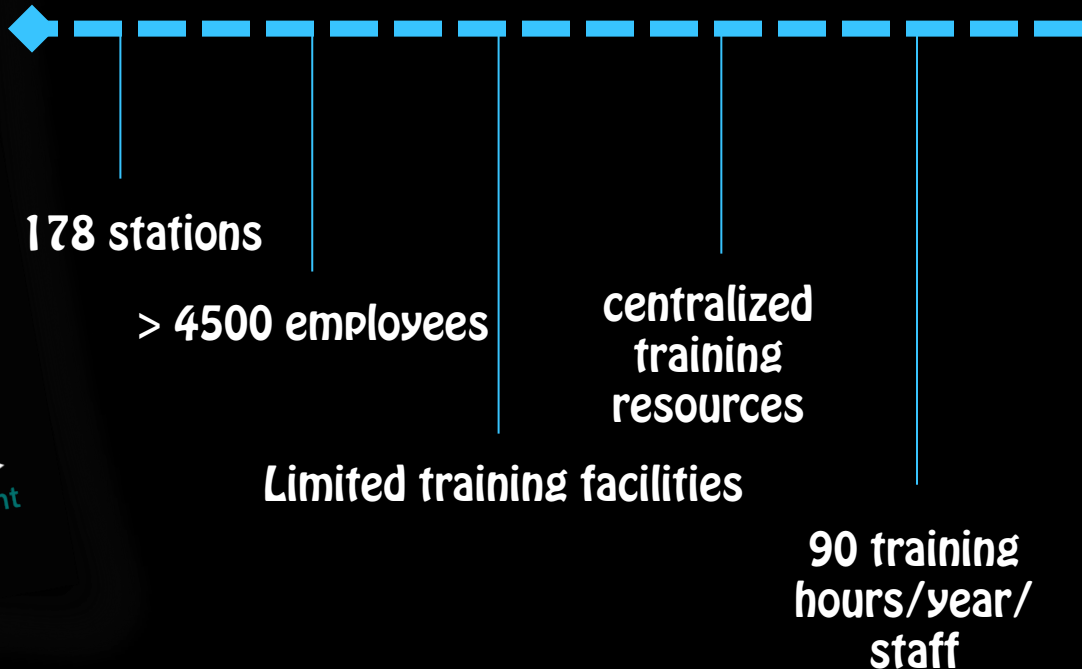 178 stations
> 4500 employees
centralized
training
resources
Limited training facilities
90 training
hours/year/
staff